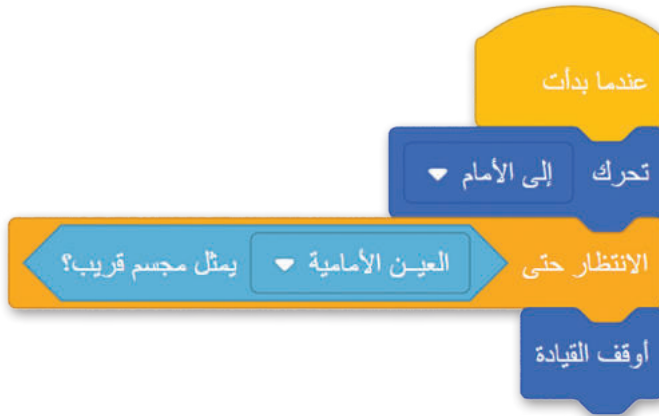 عندما بدأت
تحرك إلى الأمام
الانتظار حتى العيـن الأمامية يمثل مجسم قريب؟
أوقف القيادة